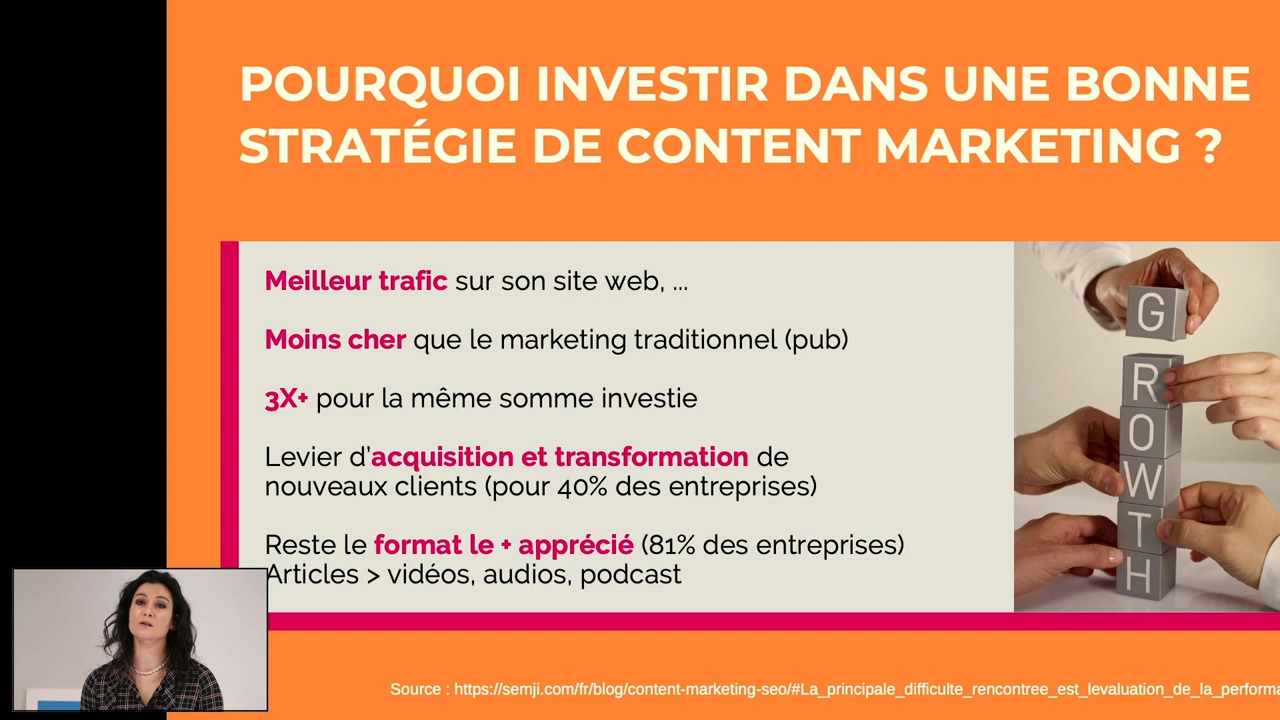 POURQUOI INVESTIR DANS UNE BONNE
STRATÉGIE DE CONTENT MARKETING ?
Meilleur trafic sur son site web, ...
Moins cher que le marketing traditionnel (pub)
3X+ pour la même somme investie
Levier d'acquisition et transformation de
nouveaux clients (pour 40% des entreprises)
Reste le format le + apprécié (81% des entreprises)
Articles > vidéos, audios, podcast
G
R
O
W
T
H
Source : https://semji.com/fr/blog/content-marketing-seo/#La_principale_difficulte_rencontree_est_levaluation_de_la_performa